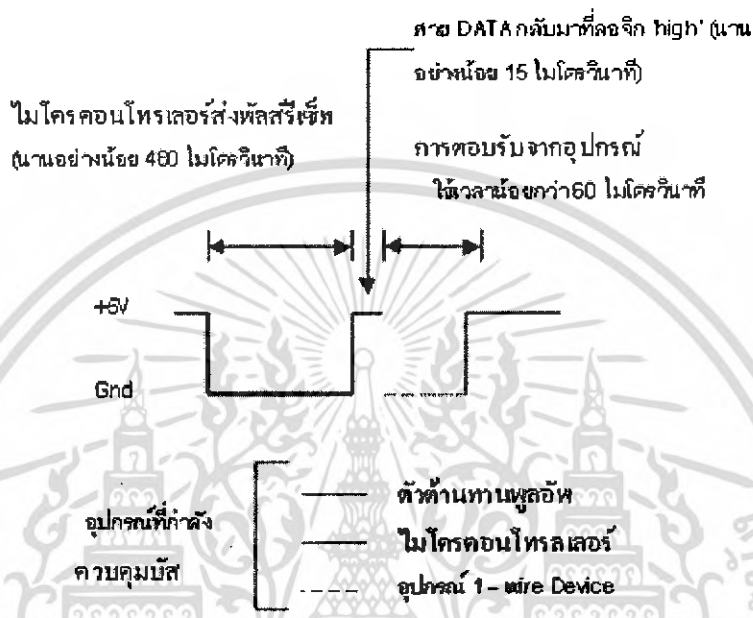 สาย DATA กลับมาที่ลอจิก 'high' (นาน
อย่างน้อย 15 ไมโครวินาที)
ไมโครคอนโทรเลอร์ส่งพัลส์รีเซ็ท
(นานอย่างน้อย 480 ไมโครวินาที)
การตอบรับจากอุปกรณ์
ใช้เวลาน้อยกว่า60 ไมโครวินาที
+5V
Gnd
อุปกรณ์ที่กำลัง
ควบคุมบัส
ตัวต้านทานพูลอัพ
ไมโครคอนโทรลเลอร์
อุปกรณ์ 1 – wire Device